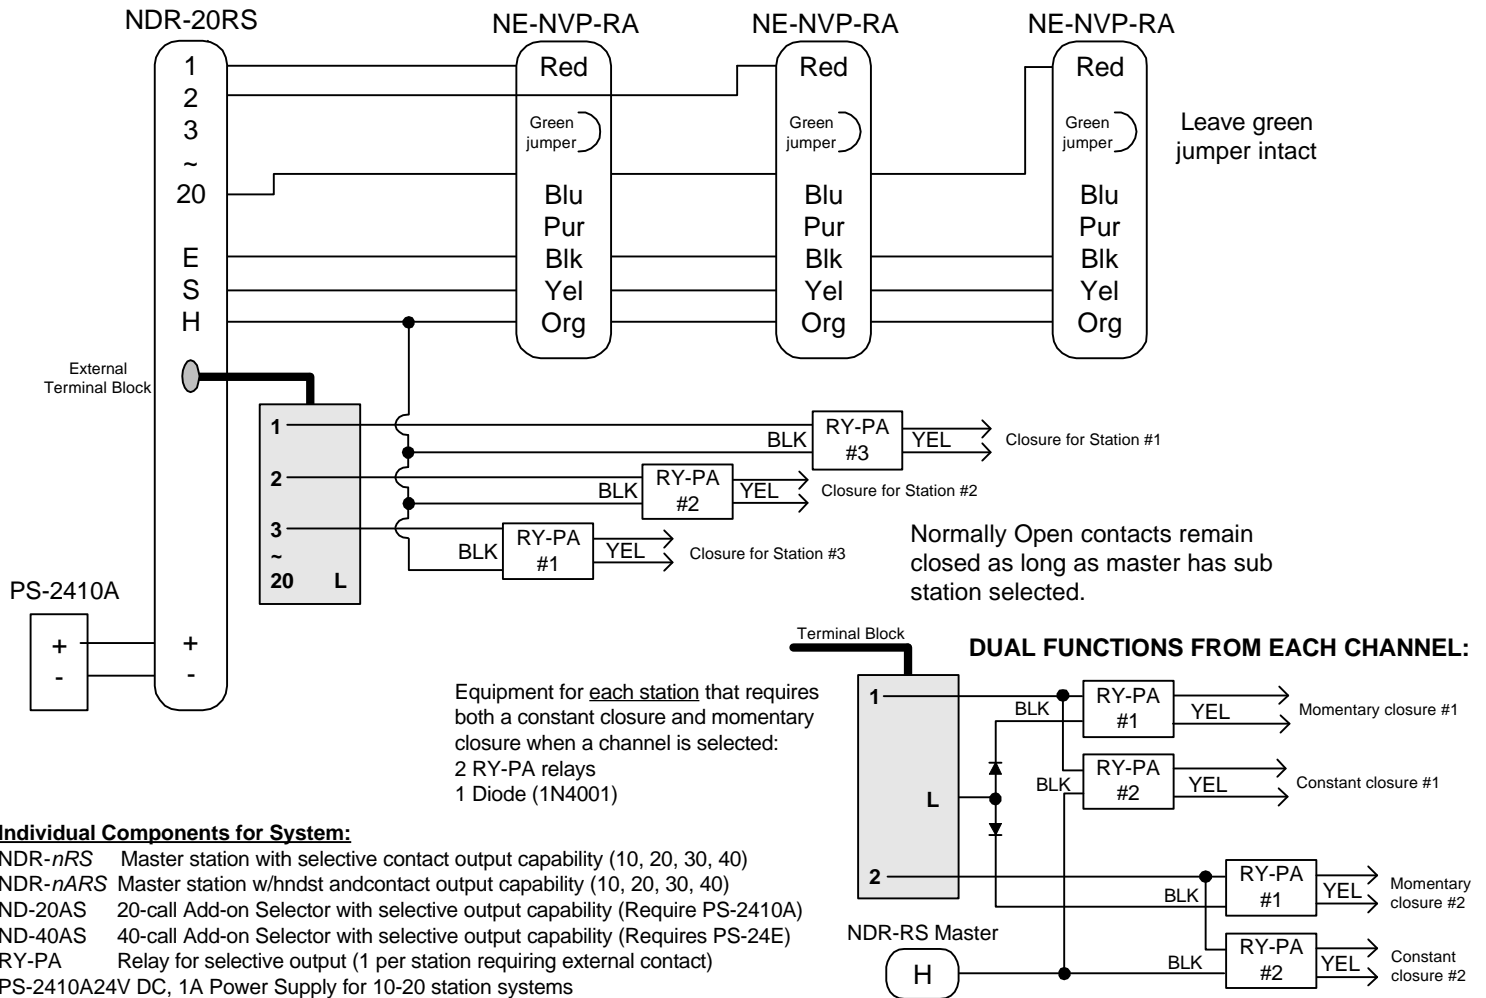 NDR-20RS
NE-NVP-RA
NE-NVP-RA
NE-NVP-RA
1
2
3
~
20
E
S
H
+
-
Red
Green
jumper
Blu
Pur
Blk
Yel
Org
Red
Green
jumper
Blu
Pur
Blk
Yel
Org
Red
Green
jumper
Blu
Pur
Blk
Yel
Org
Leave green
jumper intact
External
Terminal Block
1
2
3
~
20 L
BLK
RY-PA
#3
YEL
Closure for Station #1
BLK
RY-PA
#2
YEL
Closure for Station #2
BLK
RY-PA
#1
YEL
Closure for Station #3
Normally Open contacts remain
closed as long as master has sub
station selected.
PS-2410A
+
-
Equipment for each station that requires
both a constant closure and momentary
closure when a channel is selected:
2 RY-PA relays
1 Diode (1N4001)
Terminal Block
DUAL FUNCTIONS FROM EACH CHANNEL:
1
L
2
BLK
RY-PA
#1
YEL
Momentary closure #1
BLK
RY-PA
#2
YEL
Constant closure #1
BLK
RY-PA
#1
YEL
Momentary
closure #2
BLK
RY-PA
#2
YEL
Constant
closure #2
NDR-RS Master
H
Individual Components for System:
NDR-nRS Master station with selective contact output capability (10, 20, 30, 40)
NDR-nARS Master station w/hndst andcontact output capability (10, 20, 30, 40)
ND-20AS 20-call Add-on Selector with selective output capability (Require PS-2410A)
ND-40AS 40-call Add-on Selector with selective output capability (Requires PS-24E)
RY-PA Relay for selective output (1 per station requiring external contact)
PS-2410A24V DC, 1A Power Supply for 10-20 station systems